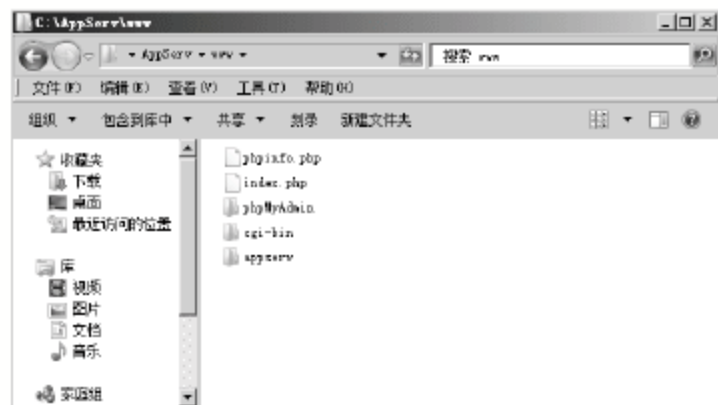 C:\AppServ\www
AppServ www 搜索 www
文件(F) 编辑(E) 查看(V) 工具(T) 帮助(H)
组织 包含到库中 共享 刻录 新建文件夹
收藏夹
下载
桌面
最近访问的位置
库
视频
图片
文档
音乐
家庭组
phpinfo.php
index.php
phpMyAdmin
cgi-bin
appserv